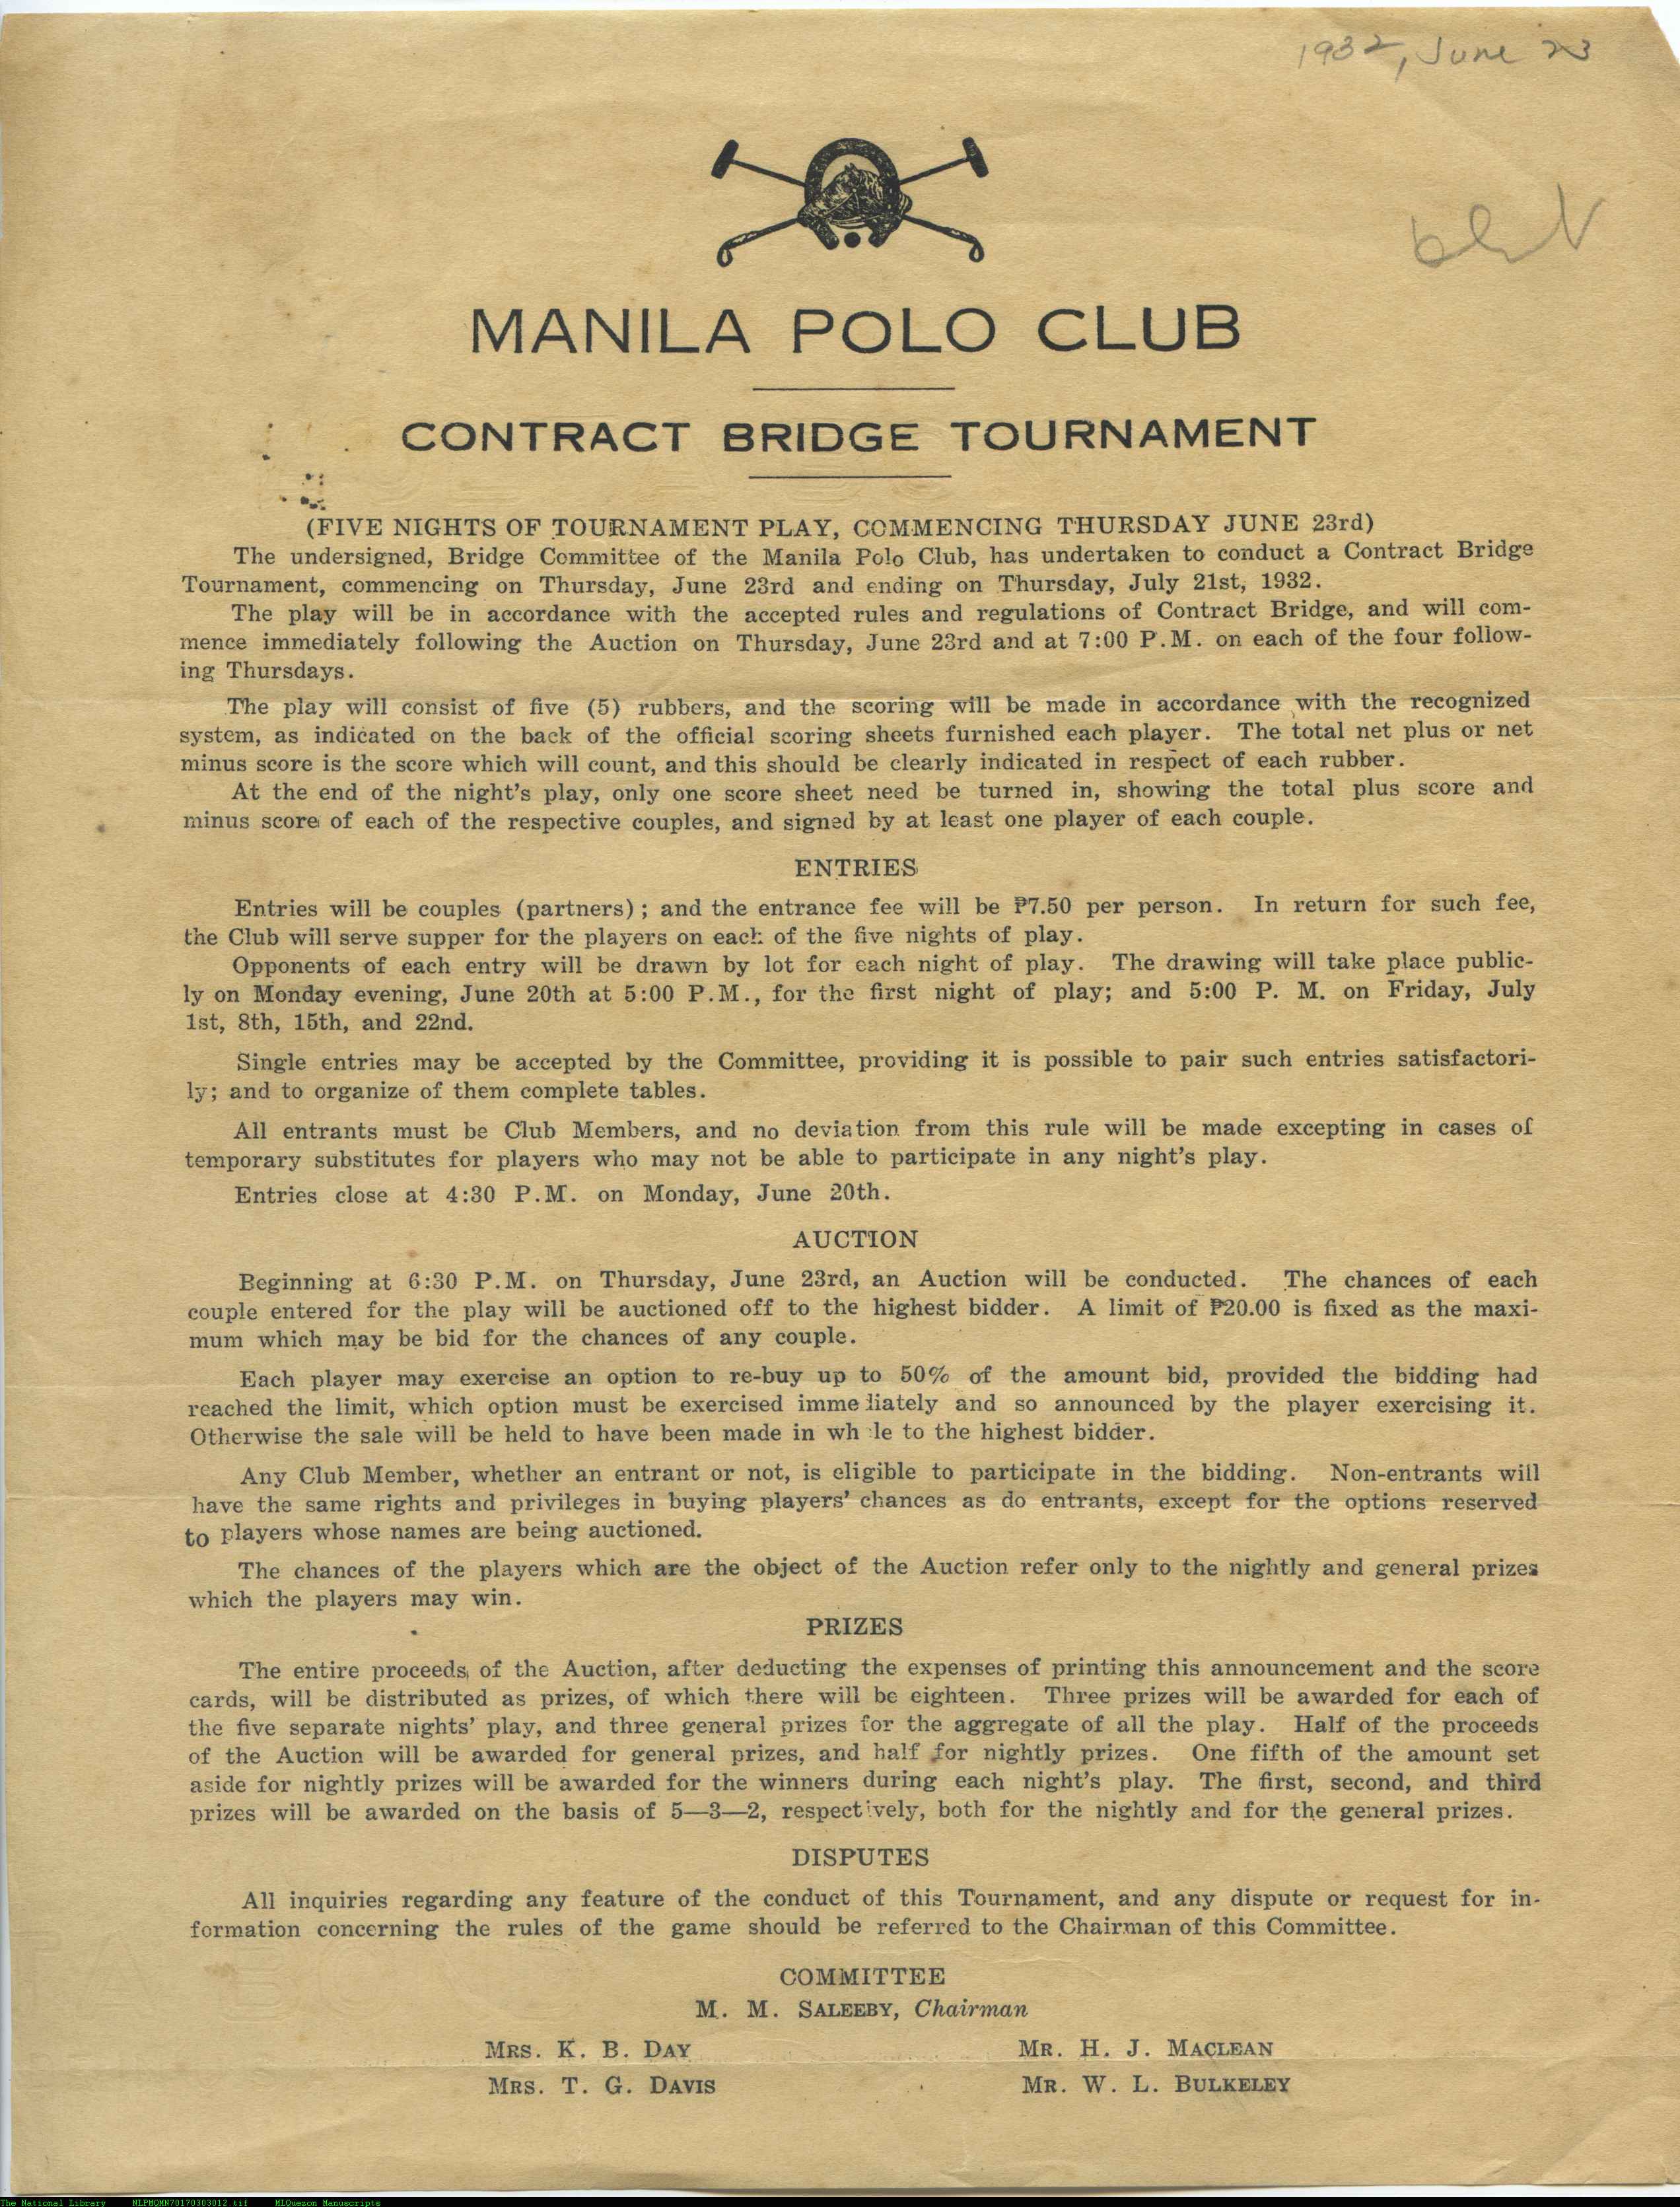 1932, June 23
MANILA POLO CLUB
CONTRACT BRIDGE TOURNAMENT
(FIVE NIGHTS OF TOURNAMENT PLAY, COMMENCING THURSDAY JUNE 23rd)
The undersigned, Bridge Committee of the Manila Polo Club, has undertaken to conduct a Contract Bridge
Tournament, commencing on Thursday, June 23rd and ending on Thursday, July 21st, 1932.
The play will be in accordance with the accepted rules and regulations of Contract Bridge, and will com-
mence immediately following the Auction on Thursday, June 23rd and at 7:00 P.M. on each of the four follow-
ing Thursdays.
The play will consist of five (5) rubbers, and the scoring will be made in accordance with the recognized
system, as indicated on the back of the official scoring sheets furnished each player. The total net plus or net
minus score is the score which will count, and this should be clearly indicated in respect of each rubber.
At the end of the night's play, only one score sheet need be turned in, showing the total plus score and
minus score of each of the respective couples, and signed by at least one player of each couple.
ENTRIES
Entries will be couples (partners); and the entrance fee will be ₱7.50 per person. In return for such fee,
the Club will serve supper for the players on each of the five nights of play.
Opponents of each entry will be drawn by lot for each night of play. The drawing will take place public-
ly on Monday evening, June 20th at 5:00 P.M., for the first night of play; and 5:00 P. M. on Friday, July
1st, 8th, 15th, and 22nd.
Single entries may be accepted by the Committee, providing it is possible to pair such entries satisfactori-
ly; and to organize of them complete tables.
All entrants must be Club Members, and no deviation from this rule will be made excepting in cases of
temporary substitutes for players who may not be able to participate in any night's play.
Entries close at 4:30 P.M. on Monday, June 20th.
AUCTION
Beginning at 6:30 P.M. on Thursday, June 23rd, an Auction will be conducted. The chances of each
couple entered for the play will be auctioned off to the highest bidder. A limit of ₱20.00 is fixed as the maxi-
mum which may be bid for the chances of any couple.
Each player may exercise an option to re-buy up to 50% of the amount bid, provided the bidding had
reached the limit, which option must be exercised immediately and so announced by the player exercising it.
Otherwise the sale will be held to have been made in whole to the highest bidder.
Any Club Member, whether an entrant or not, is eligible to participate in the bidding. Non-entrants will
have the same rights and privileges in buying players' chances as do entrants, except for the options reserved
to players whose names are being auctioned.
The chances of the players which are the object of the Auction refer only to the nightly and general prizes
which the players may win.
PRIZES
The entire proceeds of the Auction, after deducting the expenses of printing this announcement and the score
cards, will be distributed as prizes, of which there will be eighteen. Three prizes will be awarded for each of
the five separate nights' play, and three general prizes for the aggregate of all the play. Half of the proceeds
of the Auction will be awarded for general prizes, and half for nightly prizes. One fifth of the amount set
aside for nightly prizes will be awarded for the winners during each night's play. The first, second, and third
prizes will be awarded on the basis of 5—3—2, respectively, both for the nightly and for the general prizes.
DISPUTES
All inquiries regarding any feature of the conduct of this Tournament, and any dispute or request for in-
formation concerning the rules of the game should be referred to the Chairman of this Committee.
COMMITTEE
M. M. SALEEBY, Chairman
MRS. K. B. DAY MR. H. J. MACLEAN
MRS. T. G. DAVIS MR. W. L. BULKELEY
The National Library NLPMQMN70170303012.tif MLQuezon Manuscripts